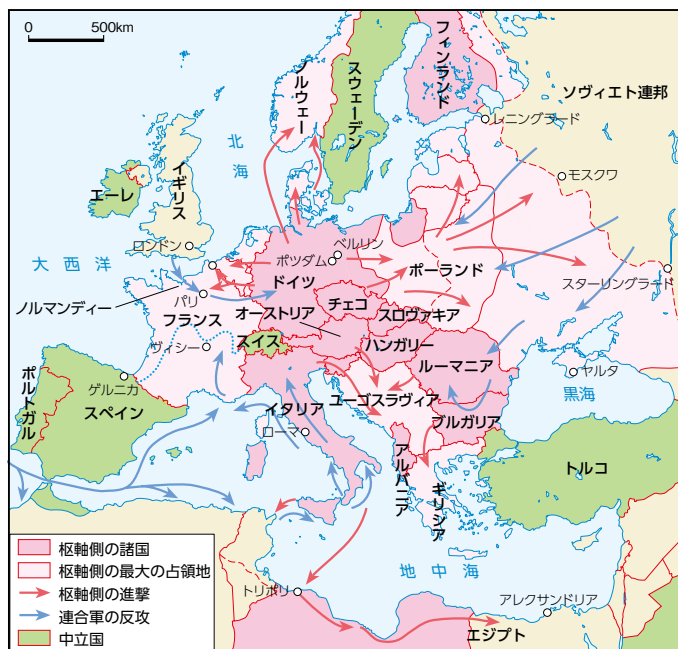 0 500km
フィンランド
ノルウェー
スウェーデン
ソヴィエト連邦
レニングラード
北海
モスクワ
イギリス
エーレ
ロンドン
ベルリン
ポツダム
大西洋
ドイツ
ポーランド
スターリングラード
ノルマンディー
パリ
チェコ
フランス
オーストリア
スロヴァキア
ヴィシー
スイス
ハンガリー
ルーマニア
ヤルタ
ゲルニカ
ポルトガル
スペイン
イタリア
ユーゴスラヴィア
黒海
ローマ
ブルガリア
アルバニア
ギリシア
トルコ
地中海
トリポリ
アレクサンドリア
エジプト
枢軸側の諸国
枢軸側の最大の占領地
枢軸側の進撃
連合軍の反攻
中立国